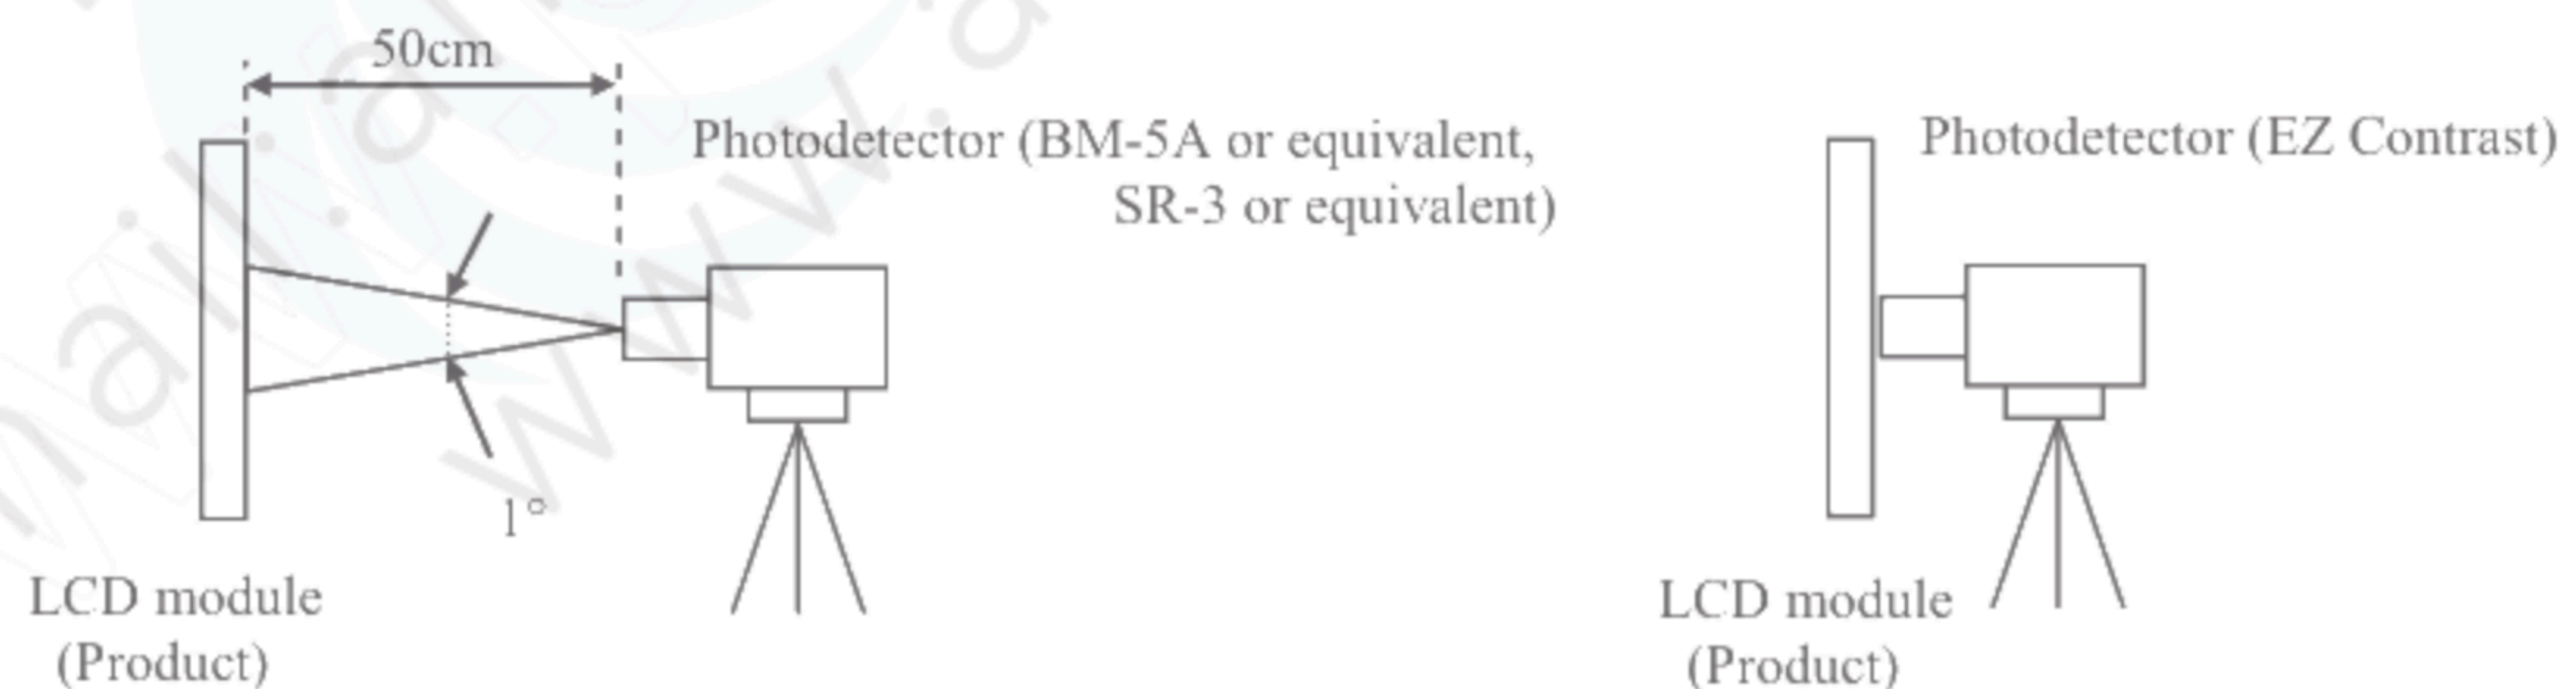 50cm
Photodetector (BM-5A or equivalent,
SR-3 or equivalent)
1°
LCD module
(Product)
Photodetector (EZ Contrast)
LCD module
(Product)